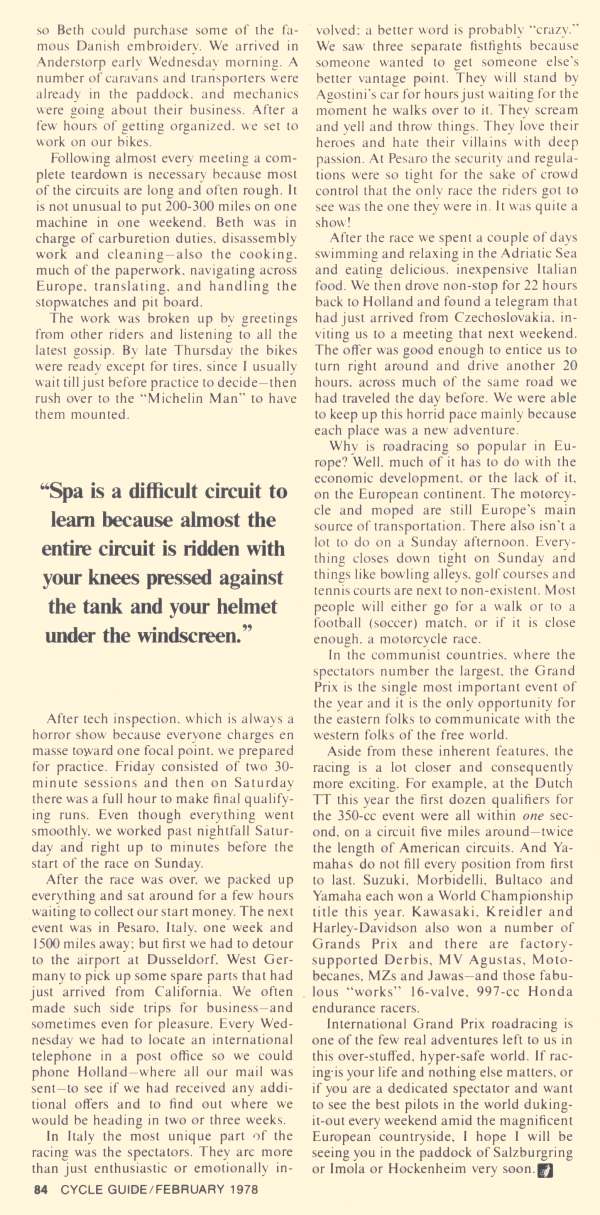 so Beth could purchase some of the fa-
mous Danish embroidery. We arrived in
Anderstorp early Wednesday morning. A
number of caravans and transporters were
already in the paddock, and mechanics
were going about their business. After a
few hours of getting organized, we set to
work on our bikes.
Following almost every meeting a com-
plete teardown is necessary because most
of the circuits are long and often rough. It
is not unusual to put 200-300 miles on one
machine in one weekend. Beth was in
charge of carburetion duties, disassembly
work and cleaning—also the cooking,
much of the paperwork, navigating across
Europe, translating, and handling the
stopwatches and pit board.
The work was broken up by greetings
from other riders and listening to all the
latest gossip. By late Thursday the bikes
were ready except for tires, since I usually
wait till just before practice to decide—then
rush over to the “Michelin Man” to have
them mounted.
“Spa is a difficult circuit to
learn because almost the
entire circuit is ridden with
your knees pressed against
the tank and your helmet
under the windscreen.”
After tech inspection, which is always a
horror show because everyone charges en
masse toward one focal point, we prepared
for practice. Friday consisted of two 30-
minute sessions and then on Saturday
there was a full hour to make final qualify-
ing runs. Even though everything went
smoothly, we worked past nightfall Satur-
day and right up to minutes before the
start of the race on Sunday.
After the race was over, we packed up
everything and sat around for a few hours
waiting to collect our start money. The next
event was in Pesaro, Italy, one week and
1500 miles away; but first we had to detour
to the airport at Dusseldorf, West Ger-
many to pick up some spare parts that had
just arrived from California. We often
made such side trips for business—and
sometimes even for pleasure. Every Wed-
nesday we had to locate an international
telephone in a post office so we could
phone Holland—where all our mail was
sent—to see if we had received any addi-
tional offers and to find out where we
would be heading in two or three weeks.
In Italy the most unique part of the
racing was the spectators. They are more
than just enthusiastic or emotionally in-
volved; a better word is probably “crazy.”
We saw three separate fistfights because
someone wanted to get someone else's
better vantage point. They will stand by
Agostini's car for hours just waiting for the
moment he walks over to it. They scream
and yell and throw things. They love their
heroes and hate their villains with deep
passion. At Pesaro the security and regula-
tions were so tight for the sake of crowd
control that the only race the riders got to
see was the one they were in. It was quite a
show!
After the race we spent a couple of days
swimming and relaxing in the Adriatic Sea
and eating delicious, inexpensive Italian
food. We then drove non-stop for 22 hours
back to Holland and found a telegram that
had just arrived from Czechoslovakia, in-
viting us to a meeting that next weekend.
The offer was good enough to entice us to
turn right around and drive another 20
hours, across much of the same road we
had traveled the day before. We were able
to keep up this horrid pace mainly because
each place was a new adventure.
Why is roadracing so popular in Eu-
rope? Well, much of it has to do with the
economic development, or the lack of it,
on the European continent. The motorcy-
cle and moped are still Europe's main
source of transportation. There also isn't a
lot to do on a Sunday afternoon. Every-
thing closes down tight on Sunday and
things like bowling alleys, golf courses and
tennis courts are next to non-existent. Most
people will either go for a walk or to a
football (soccer) match, or if it is close
enough, a motorcycle race.
In the communist countries, where the
spectators number the largest, the Grand
Prix is the single most important event of
the year and it is the only opportunity for
the eastern folks to communicate with the
western folks of the free world.
Aside from these inherent features, the
racing is a lot closer and consequently
more exciting. For example, at the Dutch
TT this year the first dozen qualifiers for
the 350-cc event were all within one sec-
ond, on a circuit five miles around—twice
the length of American circuits. And Ya-
mahas do not fill every position from first
to last. Suzuki, Morbidelli, Bultaco and
Yamaha each won a World Championship
title this year. Kawasaki, Kreidler and
Harley-Davidson also won a number of
Grands Prix and there are factory-
supported Derbis, MV Agustas, Moto-
becanes, MZs and Jawas—and those fabu-
lous “works” 16-valve, 997-cc Honda
endurance racers.
International Grand Prix roadracing is
one of the few real adventures left to us in
this over-stuffed, hyper-safe world. If rac-
ing is your life and nothing else matters, or
if you are a dedicated spectator and want
to see the best pilots in the world duking-
it-out every weekend amid the magnificent
European countryside, I hope I will be
seeing you in the paddock of Salzburgring
or Imola or Hockenheim very soon.
84 CYCLE GUIDE/FEBRUARY 1978